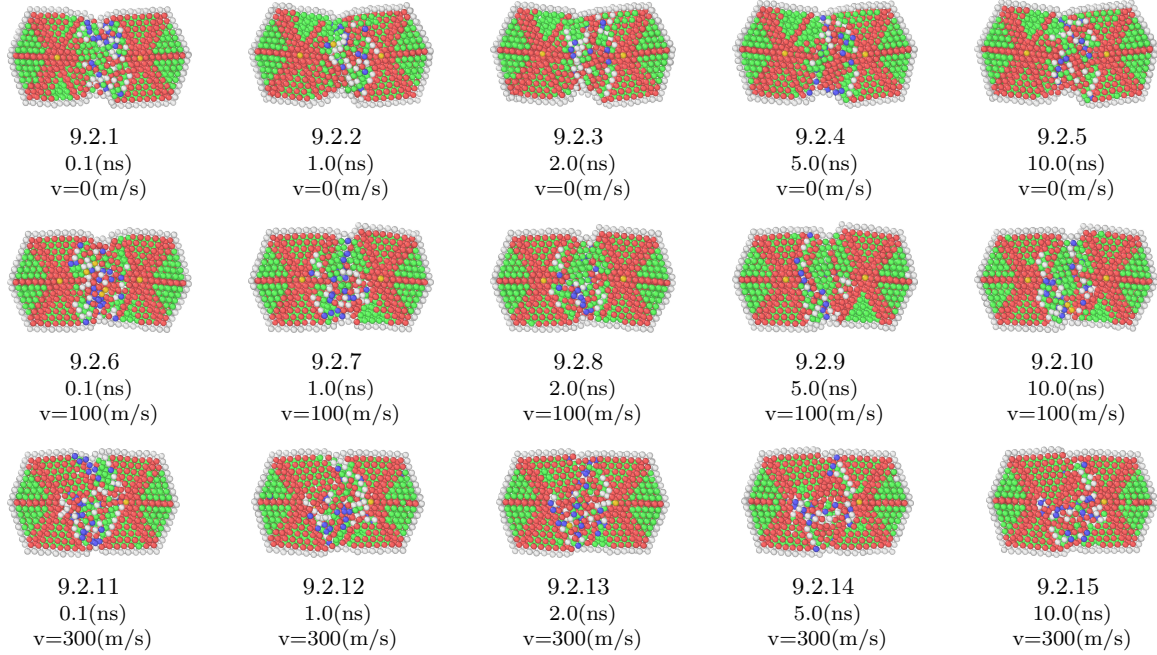 9.2.1 9.2.2 9.2.3 9.2.4 9.2.5
0.1(ns) 1.0(ns) 2.0(ns) 5.0(ns) 10.0(ns)
v=0(m/s) v=0(m/s) v=0(m/s) v=0(m/s) v=0(m/s)
9.2.6 9.2.7 9.2.8 9.2.9 9.2.10
0.1(ns) 1.0(ns) 2.0(ns) 5.0(ns) 10.0(ns)
v=100(m/s) v=100(m/s) v=100(m/s) v=100(m/s) v=100(m/s)
9.2.11 9.2.12 9.2.13 9.2.14 9.2.15
0.1(ns) 1.0(ns) 2.0(ns) 5.0(ns) 10.0(ns)
v=300(m/s) v=300(m/s) v=300(m/s) v=300(m/s) v=300(m/s)